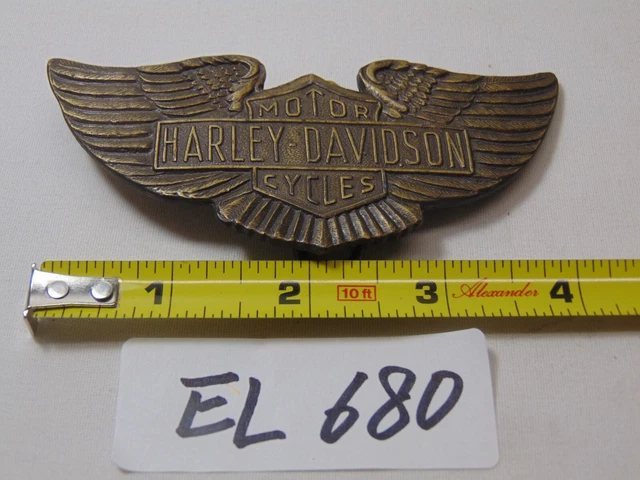 MOTOR
HARLEY-DAVIDSON
CYCLES
1 2 10 ft 3 Alexander 4
EL 680